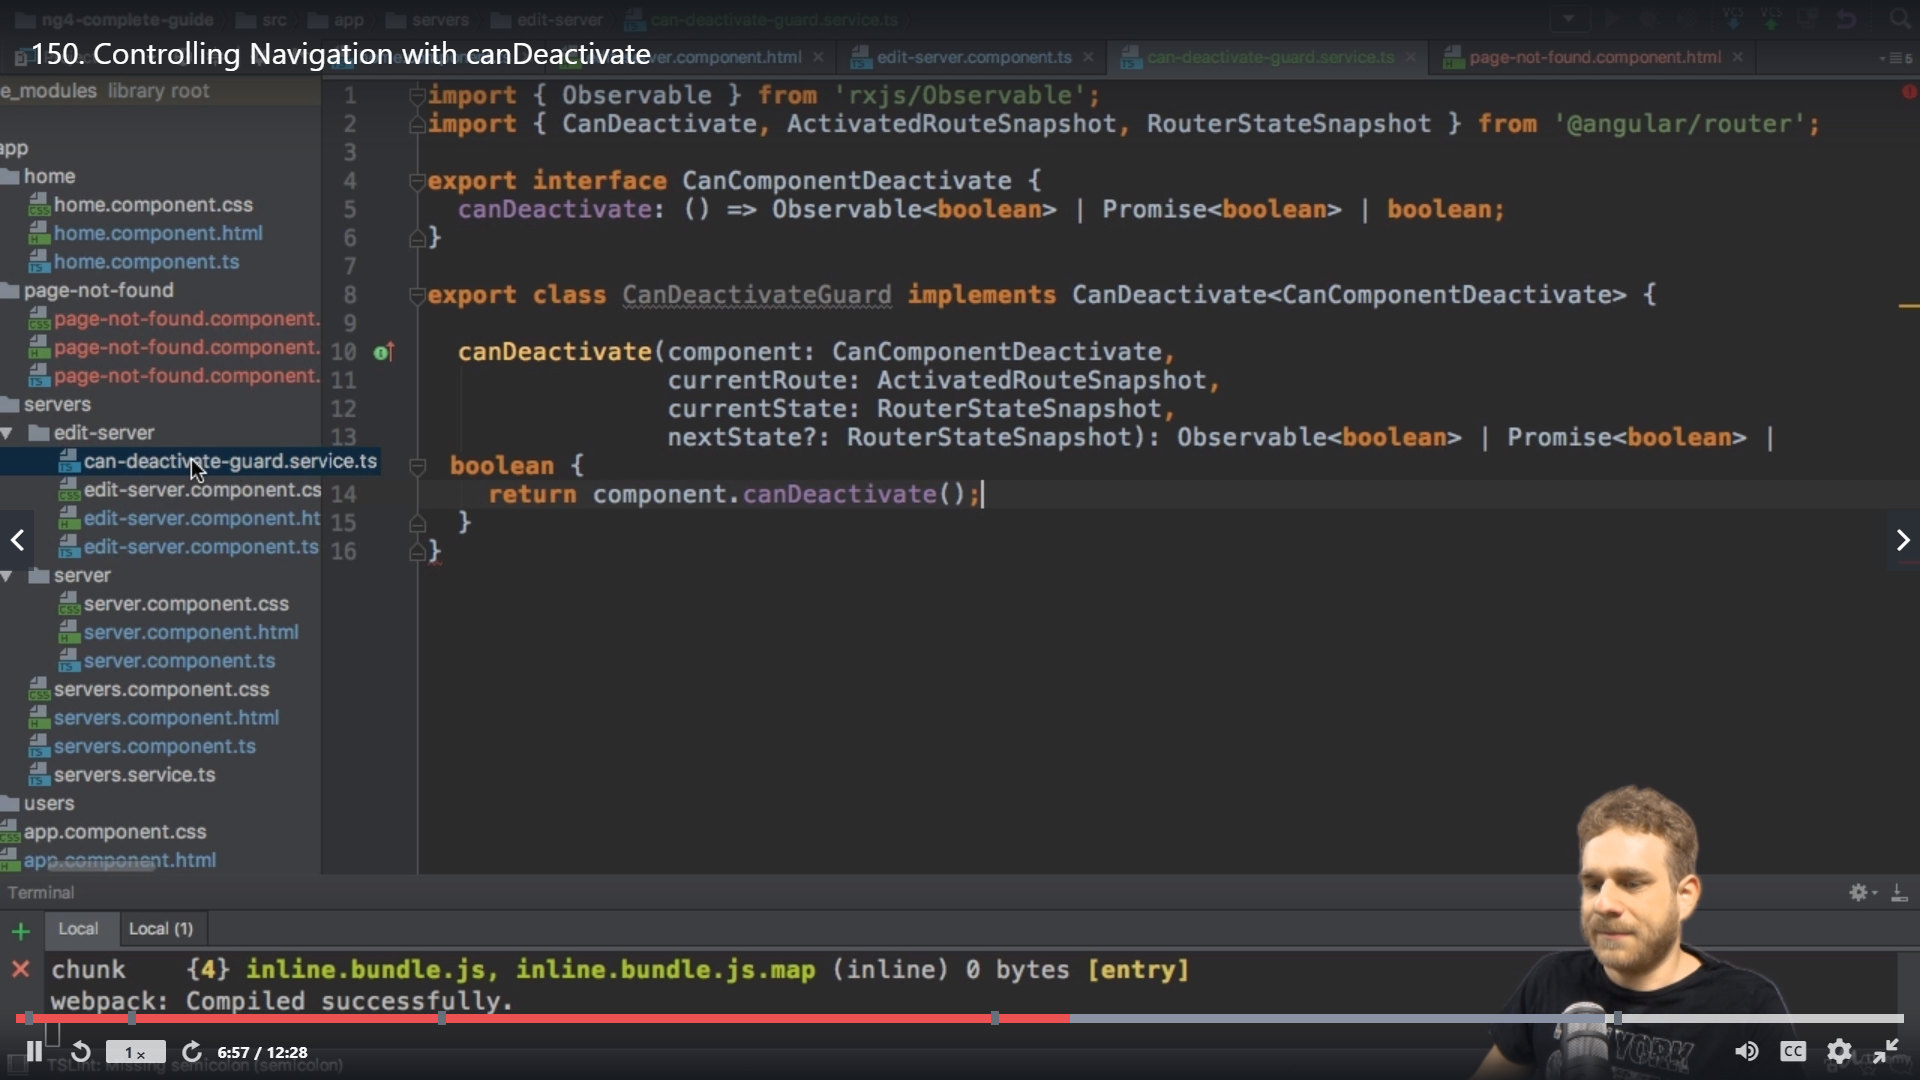 ng4-complete-guide src app servers edit-server can-deactivate-guard.service.ts
150. Controlling Navigation with canDeactivate
ver.component.html edit-server.component.ts can-deactivate-guard.service.ts page-not-found.component.html 5
e_modules library root
app
home
home.component.css
home.component.html
home.component.ts
page-not-found
page-not-found.component.
page-not-found.component.
page-not-found.component.
servers
edit-server
can-deactivate-guard.service.ts
edit-server.component.cs
edit-server.component.ht
edit-server.component.ts
server
server.component.css
server.component.html
server.component.ts
servers.component.css
servers.component.html
servers.component.ts
servers.service.ts
users
app.component.css
app.component.html
1 import { Observable } from 'rxjs/Observable';
2 import { CanDeactivate, ActivatedRouteSnapshot, RouterStateSnapshot } from '@angular/router';
3
4 export interface CanComponentDeactivate {
5 canDeactivate: () => Observable<boolean> | Promise<boolean> | boolean;
6 }
7
8 export class CanDeactivateGuard implements CanDeactivate<CanComponentDeactivate> {
9
10 canDeactivate(component: CanComponentDeactivate,
11 currentRoute: ActivatedRouteSnapshot,
12 currentState: RouterStateSnapshot,
13 nextState?: RouterStateSnapshot): Observable<boolean> | Promise<boolean> |
boolean {
14 return component.canDeactivate();
15 }
16 }
Terminal
Local Local (1)
chunk {4} inline.bundle.js, inline.bundle.js.map (inline) 0 bytes [entry]
webpack: Compiled successfully.
1 x 6:57 / 12:28 CC
TSLint: Missing semicolon (semicolon)
YORK